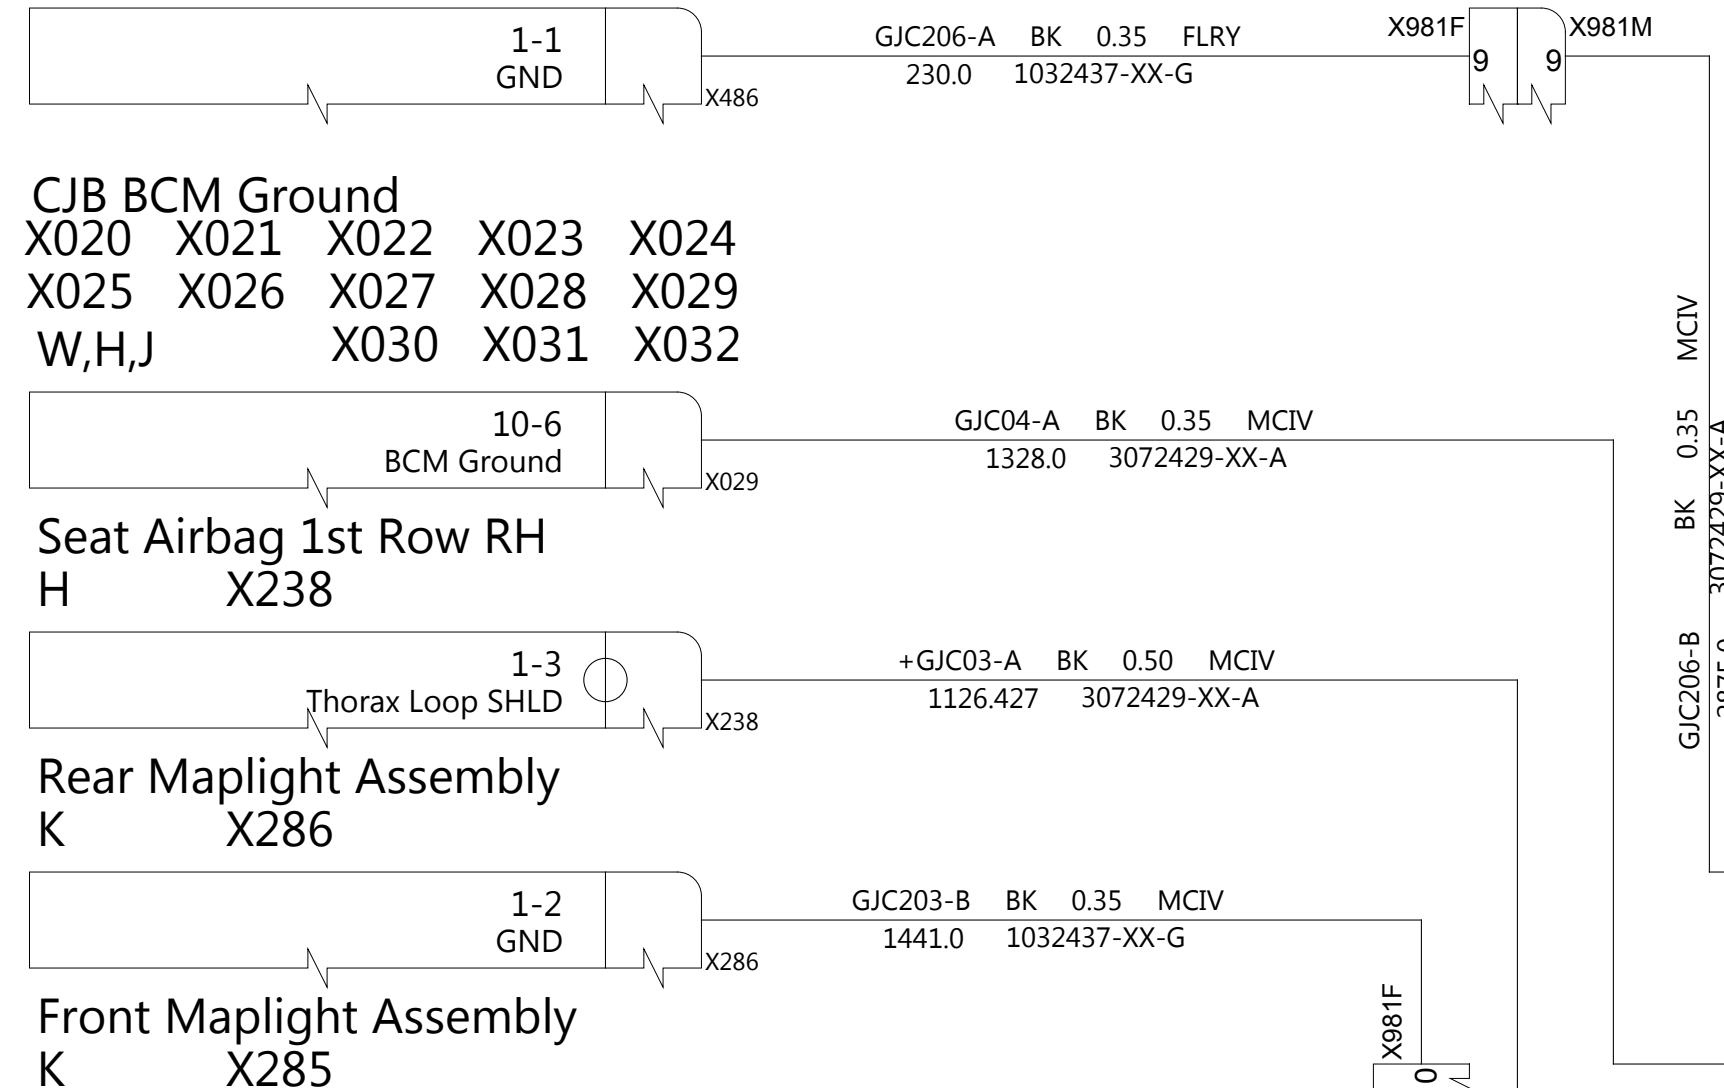 1-1
GND
X486
GJC206-A BK 0.35 FLRY
230.0 1032437-XX-G
X981F
9
9
X981M
CJB BCM Ground
X020 X021 X022 X023 X024
X025 X026 X027 X028 X029
W,H,J X030 X031 X032
10-6
BCM Ground
X029
GJC04-A BK 0.35 MCIV
1328.0 3072429-XX-A
GJC206-B BK 0.35 MCIV
3072429-XX-A
Seat Airbag 1st Row RH
H X238
1-3
Thorax Loop SHLD
X238
+GJC03-A BK 0.50 MCIV
1126.427 3072429-XX-A
Rear Maplight Assembly
K X286
1-2
GND
X286
GJC203-B BK 0.35 MCIV
1441.0 1032437-XX-G
X981F
Front Maplight Assembly
K X285